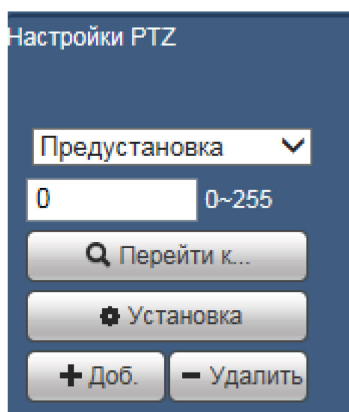 Настройки PTZ
Предустановка
0 0~255
Перейти к...
Установка
Доб. Удалить